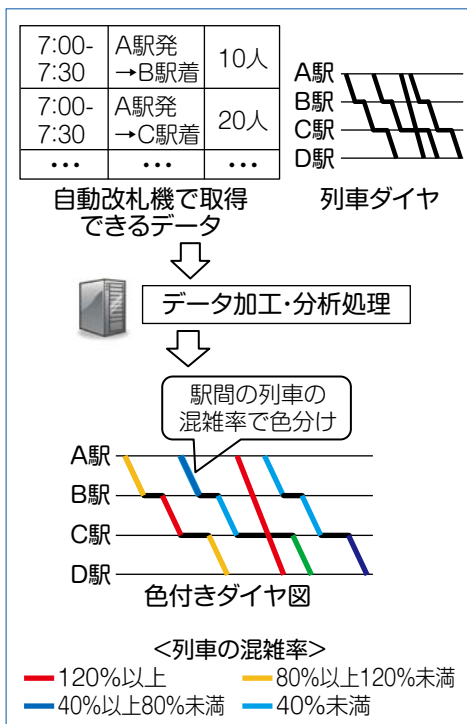 7:00-
7:30
A駅発
→B駅着
10人
7:00-
7:30
A駅発
→C駅着
20人
… … …
自動改札機で取得
できるデータ
A駅
B駅
C駅
D駅
列車ダイヤ
データ加工・分析処理
駅間の列車の
混雑率で色分け
A駅
B駅
C駅
D駅
色付きダイヤ図
<列車の混雑率>
120%以上 80%以上120%未満
40%以上80%未満 40%未満